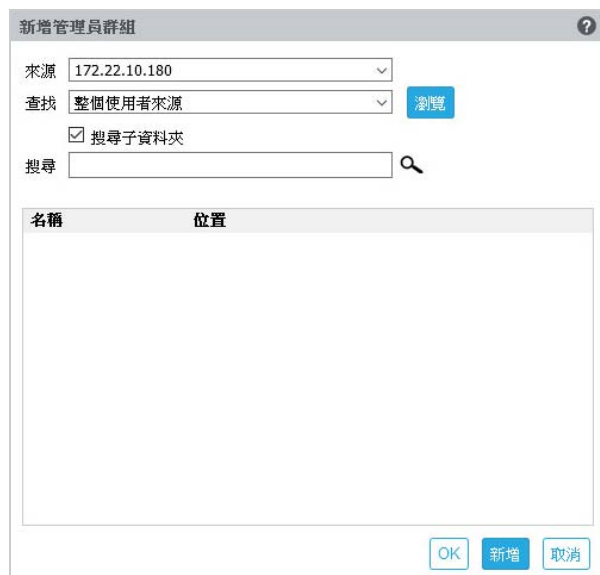 新增管理員群組
來源 172.22.10.180
查找 整個使用者來源 瀏覽
搜尋子資料夾
搜尋
名稱 位置
OK 新增 取消